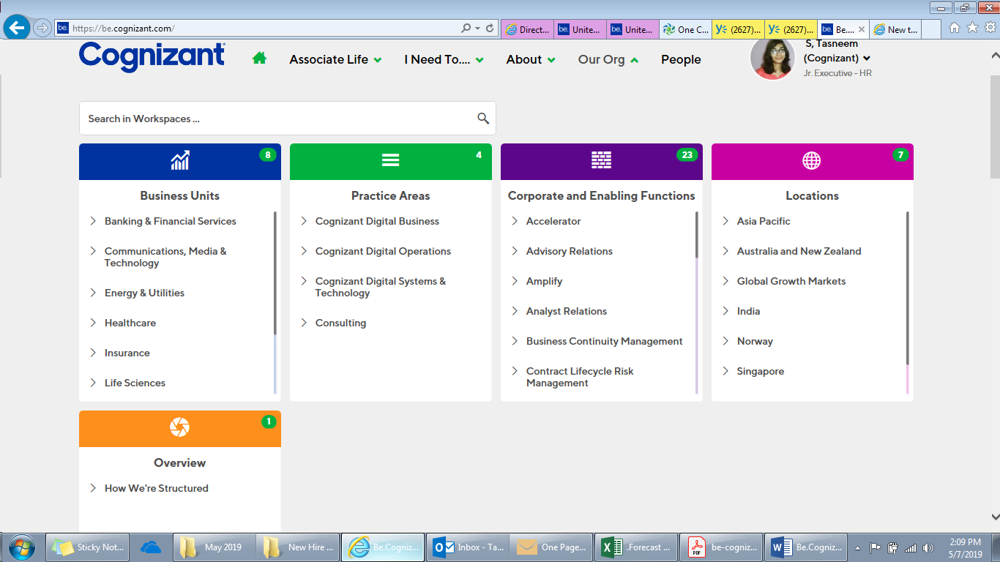 be. https://be.cognizant.com/
Direct...
be. Unite...
be. Unite...
One C...
(2627)...
(2627)...
be. Be....
New t...
Cognizant
Associate Life
I Need To....
About
Our Org
People
S, Tasneem
(Cognizant)
Jr. Executive - HR
Search in Workspaces ...
8
Business Units
Banking & Financial Services
Communications, Media &
Technology
Energy & Utilities
Healthcare
Insurance
Life Sciences
4
Practice Areas
Cognizant Digital Business
Cognizant Digital Operations
Cognizant Digital Systems &
Technology
Consulting
23
Corporate and Enabling Functions
Accelerator
Advisory Relations
Amplify
Analyst Relations
Business Continuity Management
Contract Lifecycle Risk
Management
7
Locations
Asia Pacific
Australia and New Zealand
Global Growth Markets
India
Norway
Singapore
1
Overview
How We're Structured
Sticky Not...
May 2019
New Hire ...
Be.Cogniz...
Inbox - Ta...
One Page...
.Forecast ...
be-cogniz...
Be.Cogniz...
2:09 PM
5/7/2019